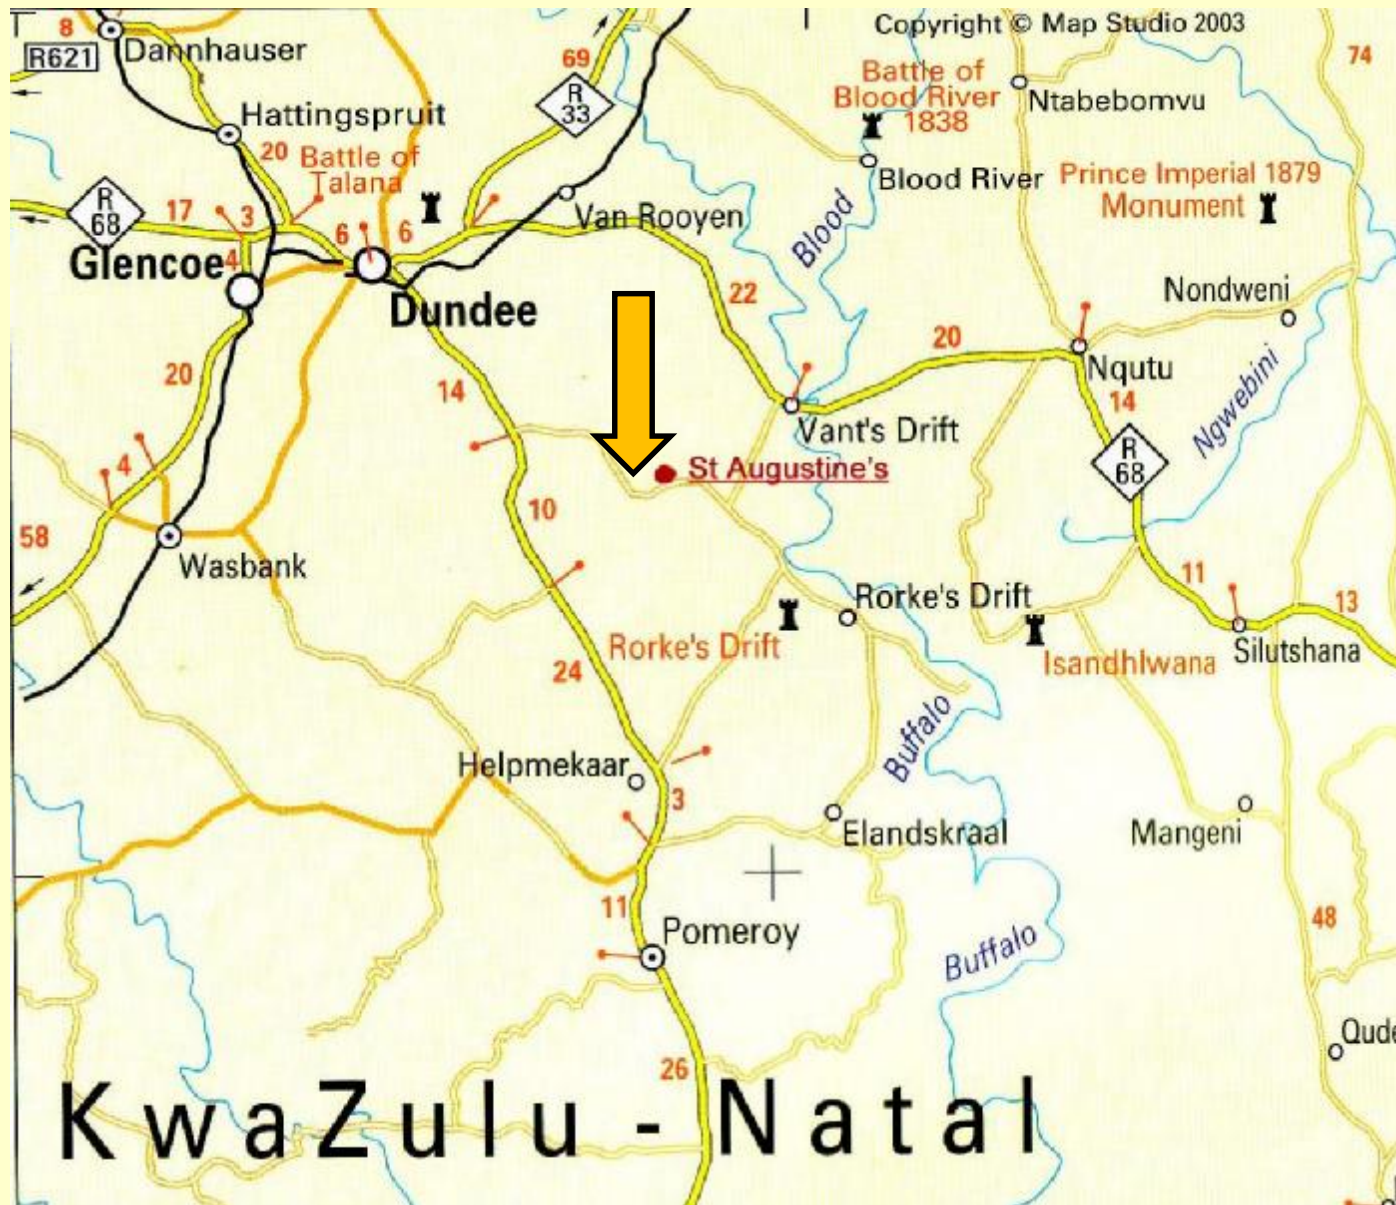 Copyright © Map Studio 2003
8
R621
Dannhauser
69
74
Battle of
Blood River
1838
Ntabebomvu
R
33
Hattingspruit
20
Battle of
Talana
Blood River
Prince Imperial 1879
Monument
R
68
17
3
6
6
Van Rooyen
Blood
Glencoe
4
Dundee
22
Nondweni
20
Nqutu
20
14
14
Vant's Drift
Ngwebini
R
68
4
St Augustine's
10
58
Wasbank
11
13
Rorke's Drift
Rorke's Drift
Isandhlwana
Silutshana
24
Buffalo
Helpmekaar
3
Elandskraal
Mangeni
11
Pomeroy
48
Buffalo
Qude
26
KwaZulu - Natal